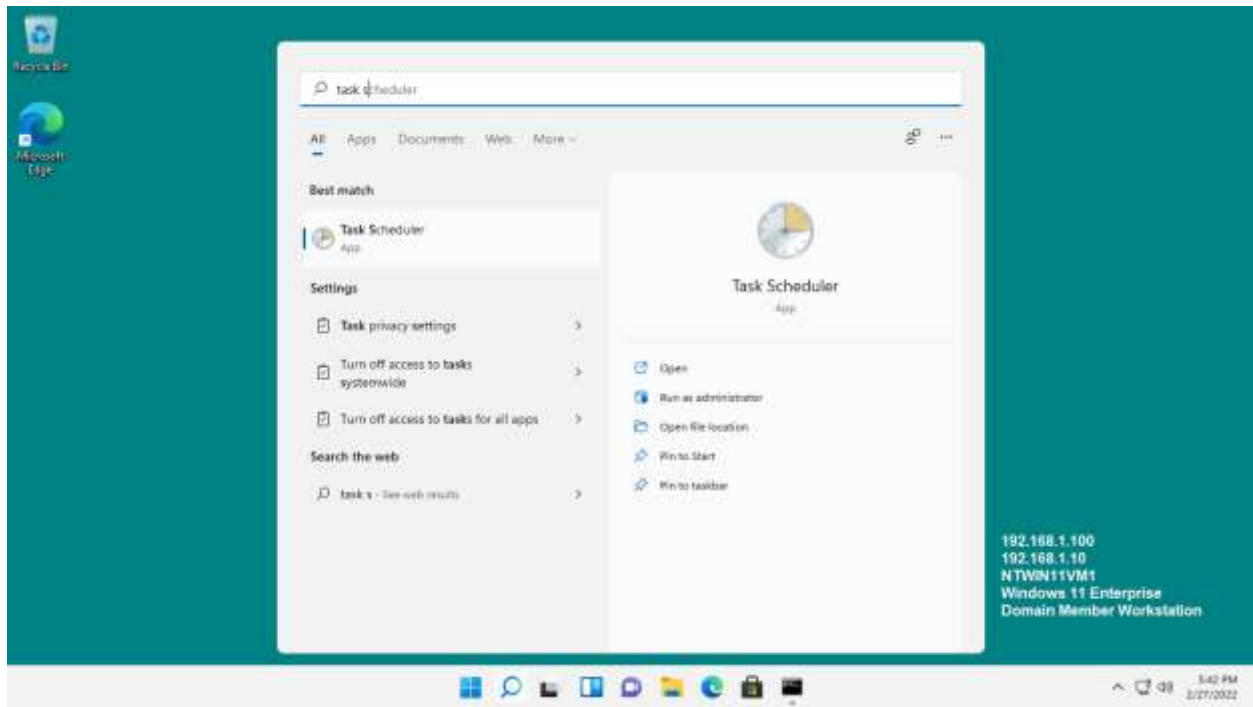 Recycle Bin
Microsoft
Edge
task scheduler
All Apps Documents Web More
Best match
Task Scheduler
App
Settings
Task privacy settings
Turn off access to tasks
systemwide
Turn off access to tasks for all apps
Search the web
task s - See web results
Task Scheduler
App
Open
Run as administrator
Open file location
Pin to Start
Pin to taskbar
192.168.1.100
192.168.1.10
NTWIN11VM1
Windows 11 Enterprise
Domain Member Workstation
5:42 PM
2/27/2022